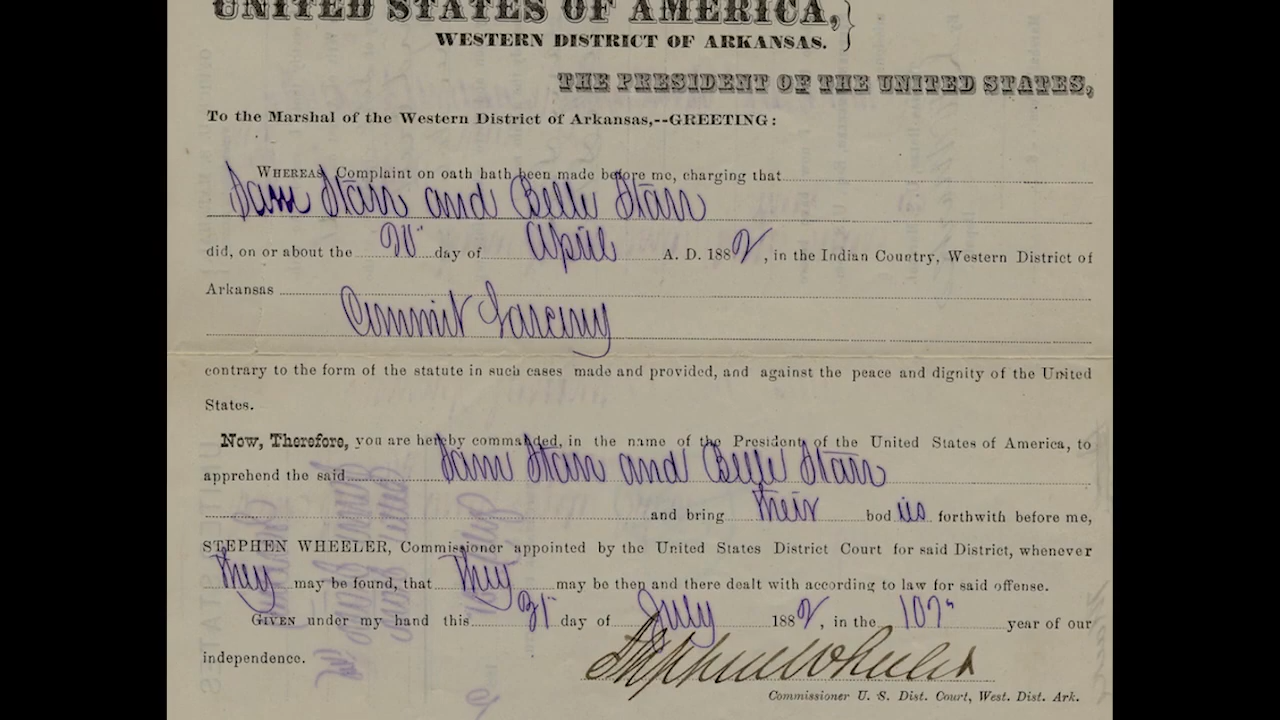 UNITED STATES OF AMERICA,
WESTERN DISTRICT OF ARKANSAS.
THE PRESIDENT OF THE UNITED STATES,
To the Marshal of the Western District of Arkansas,--GREETING:
WHEREAS, Complaint on oath hath been made before me, charging that
Sam Starr and Belle Starr
did, on or about the 20" day of April A. D. 1882, in the Indian Country, Western District of
Arkansas
Commit Larceny
contrary to the form of the statute in such cases made and provided, and against the peace and dignity of the United
States.
Now, Therefore, you are hereby commanded, in the name of the President of the United States of America, to
apprehend the said Sam Starr and Belle Starr
and bring their bodies forthwith before me,
STEPHEN WHEELER, Commissioner appointed by the United States District Court for said District, whenever
they may be found, that they may be then and there dealt with according to law for said offense.
GIVEN under my hand this 31" day of July 1882, in the 107" year of our
independence. Stephen Wheeler
Commissioner U. S. Dist. Court, West. Dist. Ark.